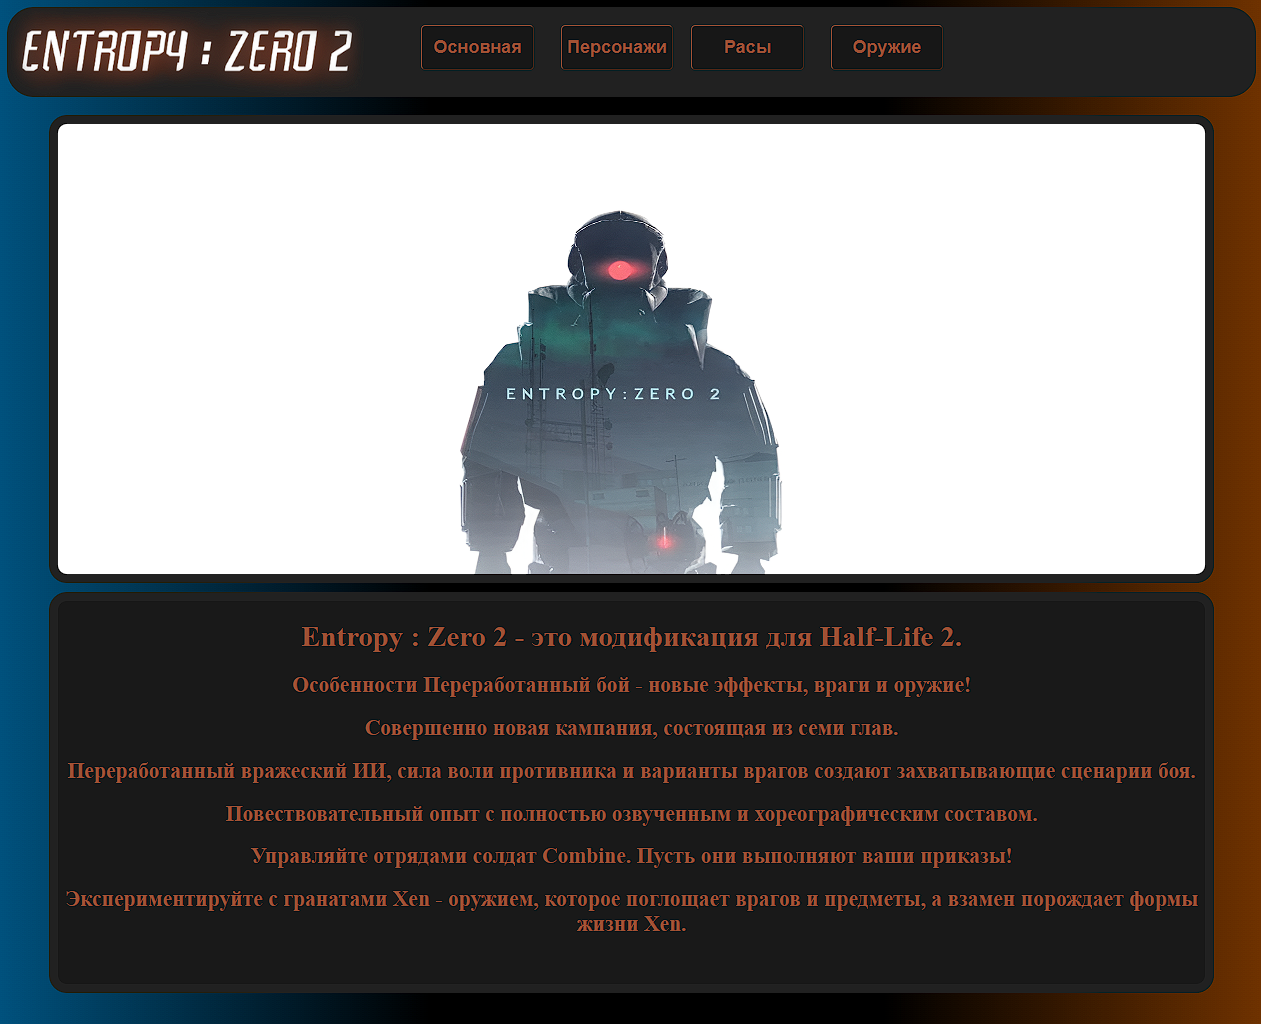 ENTROPY : ZERO 2
Основная
Персонажи
Расы
Оружие
ENTROPY:ZERO 2
Entropy : Zero 2 - это модификация для Half-Life 2.
Особенности Переработанный бой - новые эффекты, враги и оружие!
Совершенно новая кампания, состоящая из семи глав.
Переработанный вражеский ИИ, сила воли противника и варианты врагов создают захватывающие сценарии боя.
Повествовательный опыт с полностью озвученным и хореографическим составом.
Управляйте отрядами солдат Combine. Пусть они выполняют ваши приказы!
Экспериментируйте с гранатами Xen - оружием, которое поглощает врагов и предметы, а взамен порождает формы
жизни Xen.